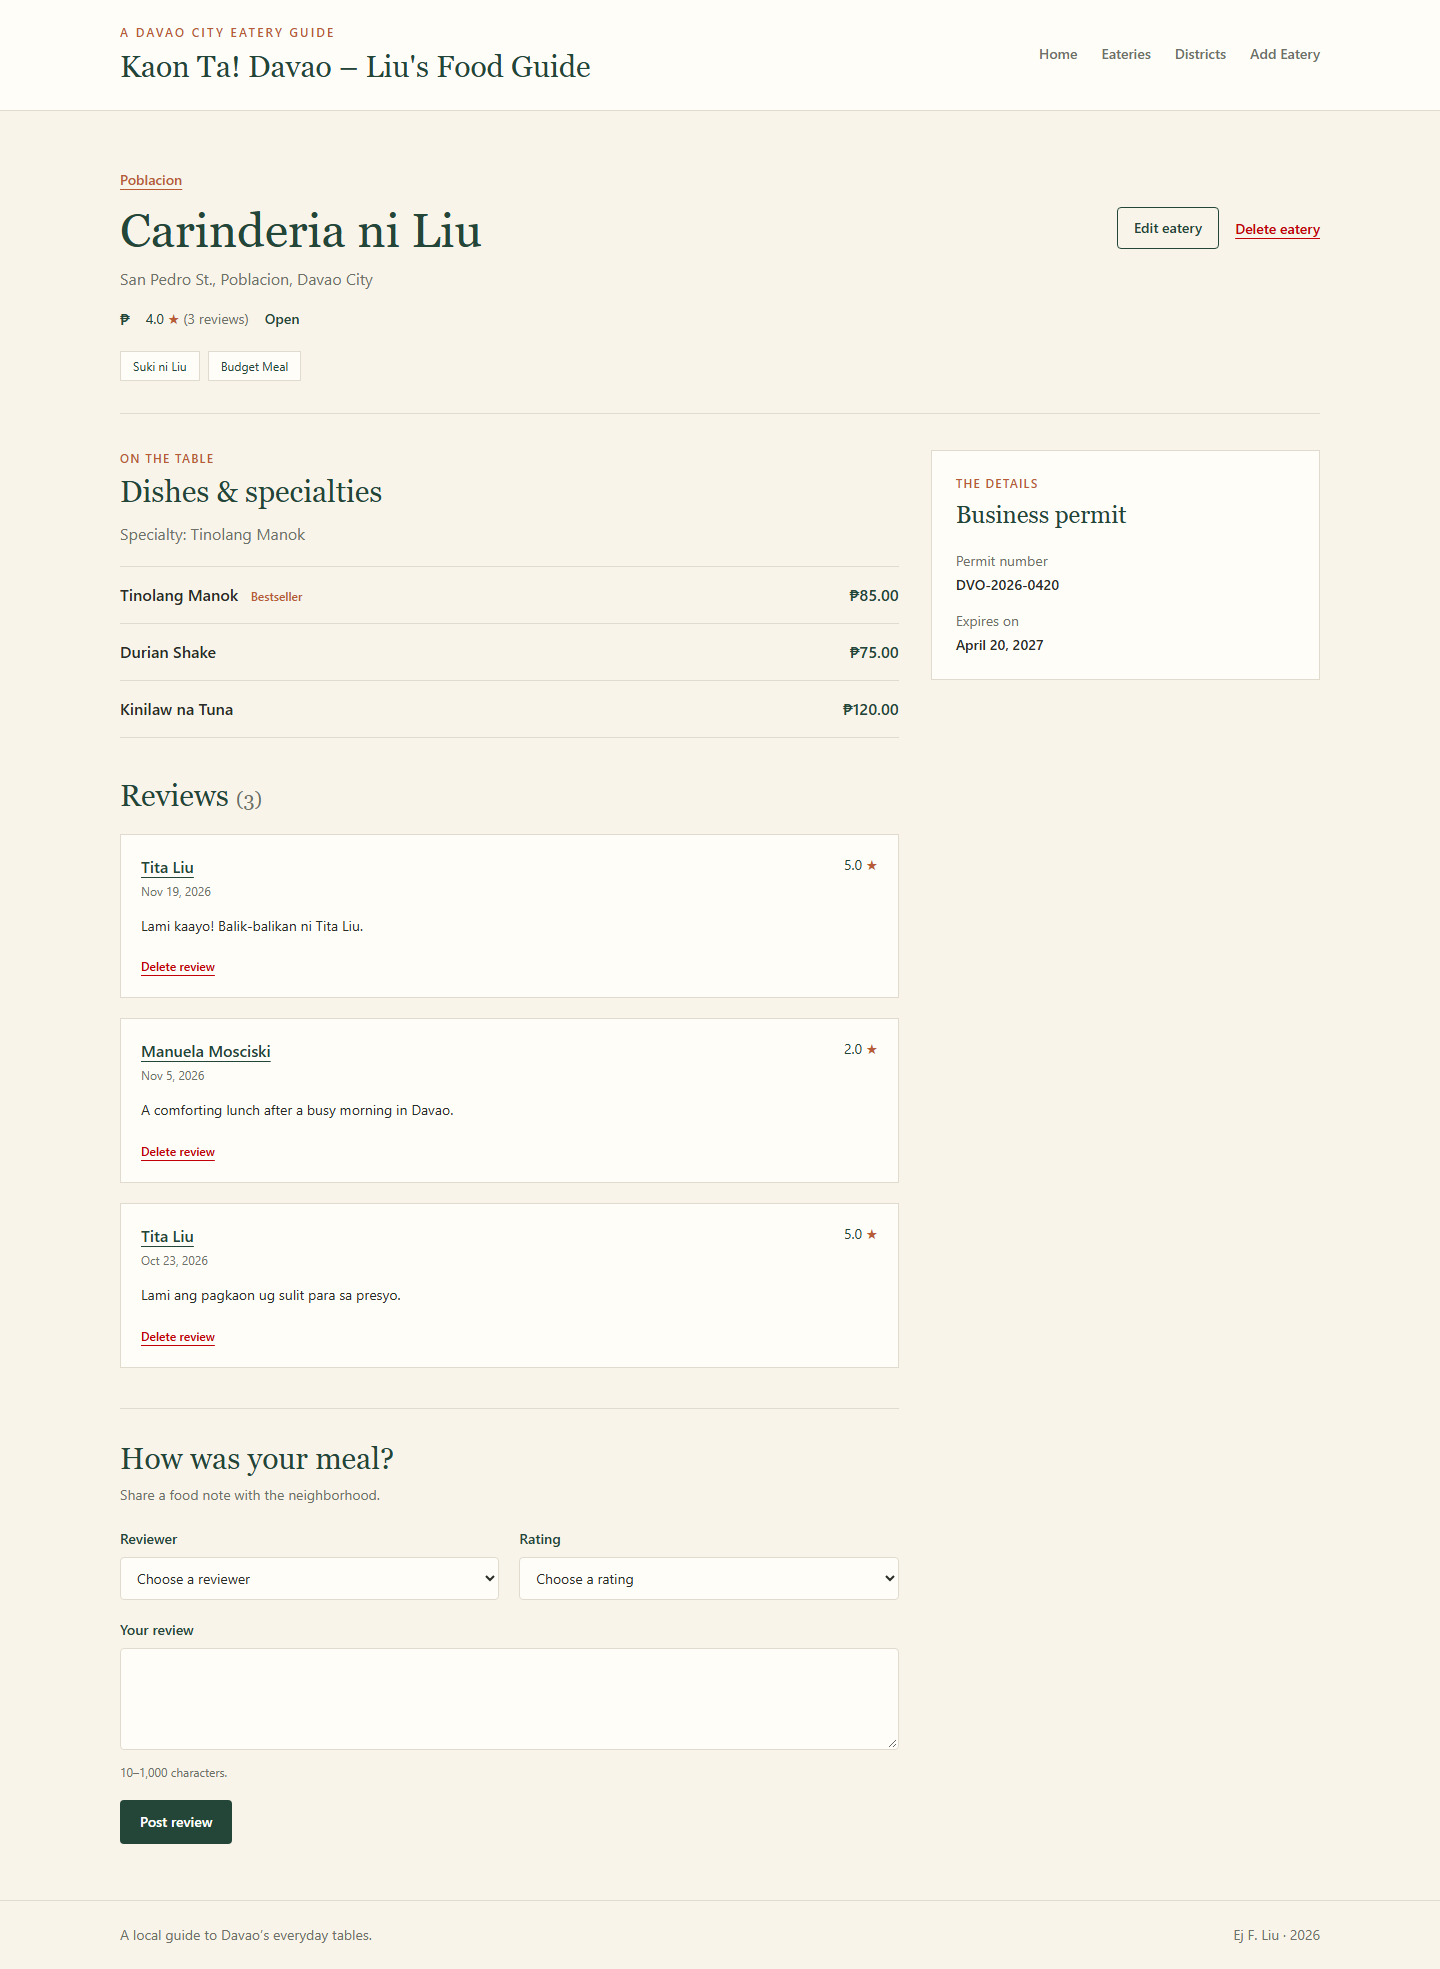 A DAVAO CITY EATERY GUIDE
Kaon Ta! Davao – Liu's Food Guide
Home Eateries Districts Add Eatery
Poblacion
Carinderia ni Liu
Edit eatery Delete eatery
San Pedro St., Poblacion, Davao City
₱ 4.0 ★ (3 reviews) Open
Suki ni Liu Budget Meal
ON THE TABLE
Dishes & specialties
Specialty: Tinolang Manok
Tinolang Manok Bestseller ₱85.00
Durian Shake ₱75.00
Kinilaw na Tuna ₱120.00
THE DETAILS
Business permit
Permit number
DVO-2026-0420
Expires on
April 20, 2027
Reviews (3)
Tita Liu 5.0 ★
Nov 19, 2026
Lami kaayo! Balik-balikan ni Tita Liu.
Delete review
Manuela Mosciski 2.0 ★
Nov 5, 2026
A comforting lunch after a busy morning in Davao.
Delete review
Tita Liu 5.0 ★
Oct 23, 2026
Lami ang pagkaon ug sulit para sa presyo.
Delete review
How was your meal?
Share a food note with the neighborhood.
Reviewer Rating
Choose a reviewer Choose a rating
Your review
10–1,000 characters.
Post review
A local guide to Davao's everyday tables. Ej F. Liu · 2026